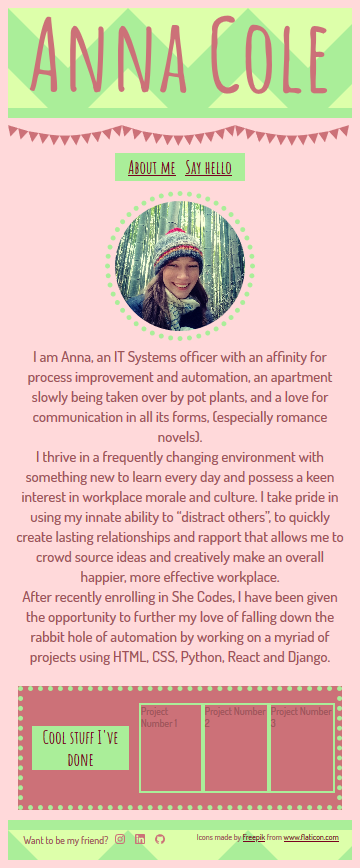 Anna Cole
About me Say hello
I am Anna, an IT Systems officer with an affinity for
process improvement and automation, an apartment
slowly being taken over by pot plants, and a love for
communication in all its forms, (especially romance
novels).
I thrive in a frequently changing environment with
something new to learn every day and possess a keen
interest in workplace morale and culture. I take pride in
using my innate ability to “distract others”, to quickly
create lasting relationships and rapport that allows me to
crowd source ideas and creatively make an overall
happier, more effective workplace.
After recently enrolling in She Codes, I have been given
the opportunity to further my love of falling down the
rabbit hole of automation by working on a myriad of
projects using HTML, CSS, Python, React and Django.
Cool stuff I've
done
Project
Number 1
Project Number
2
Project Number
3
Want to be my friend?
Icons made by Freepik from www.flaticon.com